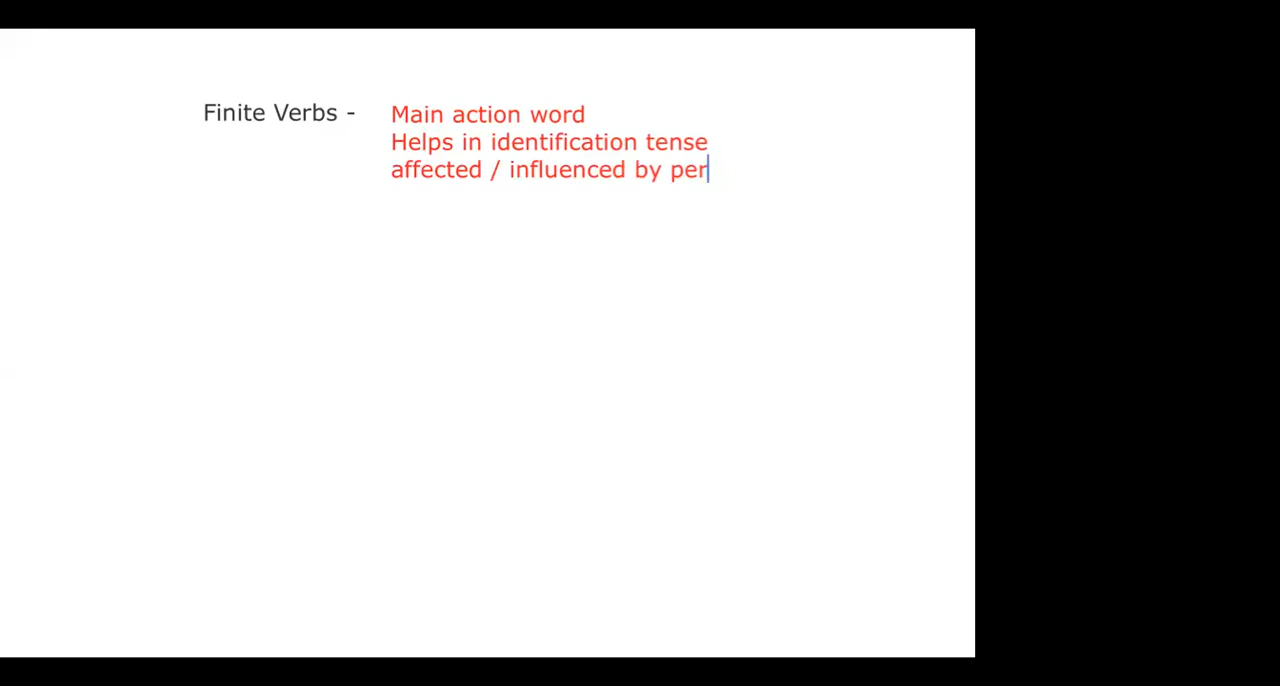 Finite Verbs - Main action word
Helps in identification tense
affected / influenced by per